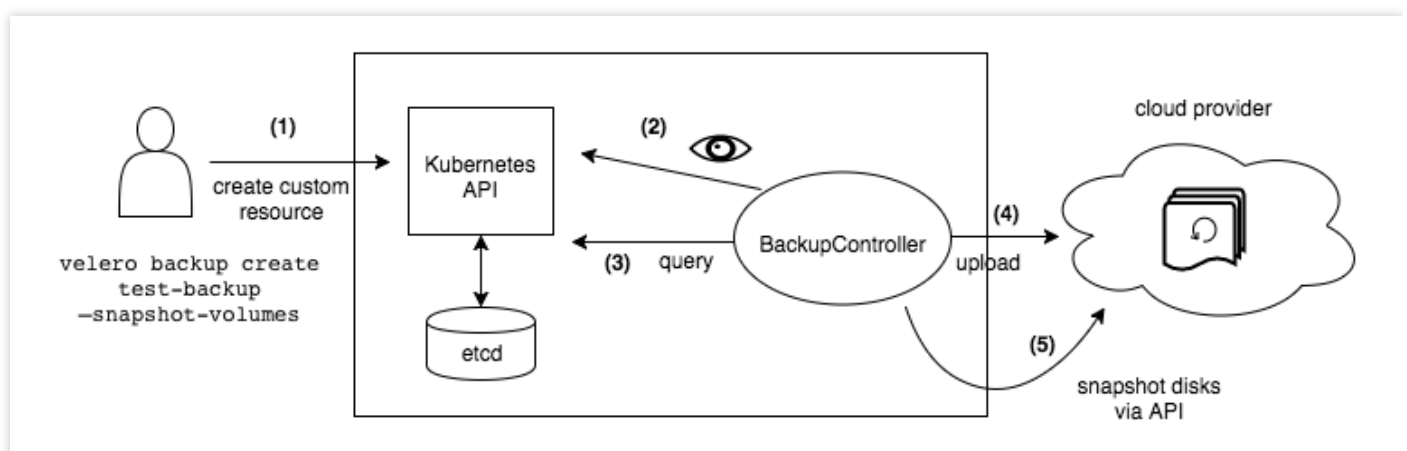 (1)
create custom
resource
velero backup create
test-backup
—snapshot-volumes
Kubernetes
API
etcd
(2)
(3)
query
BackupController
(4)
upload
cloud provider
(5)
snapshot disks
via API